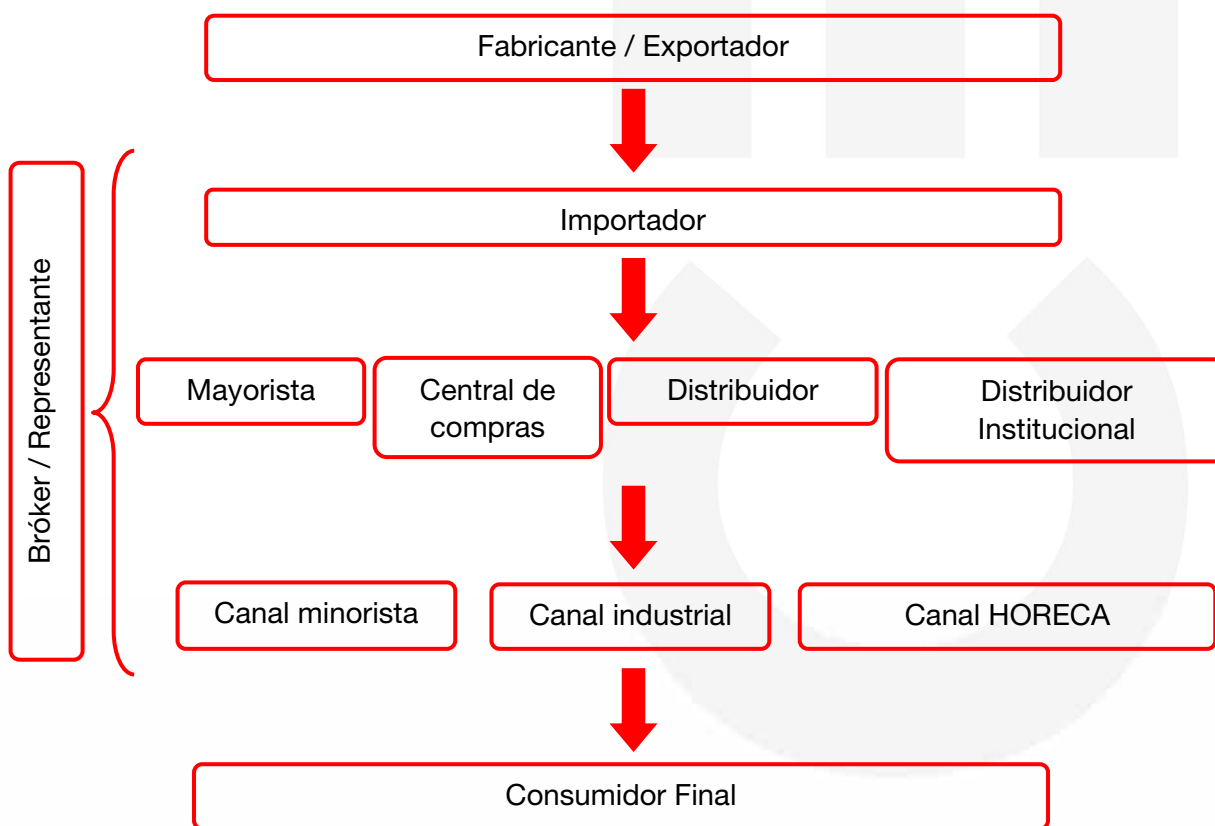 Fabricante / Exportador
Importador
Bróker / Representante
Mayorista
Central de
compras
Distribuidor
Distribuidor
Institucional
Canal minorista
Canal industrial
Canal HORECA
Consumidor Final